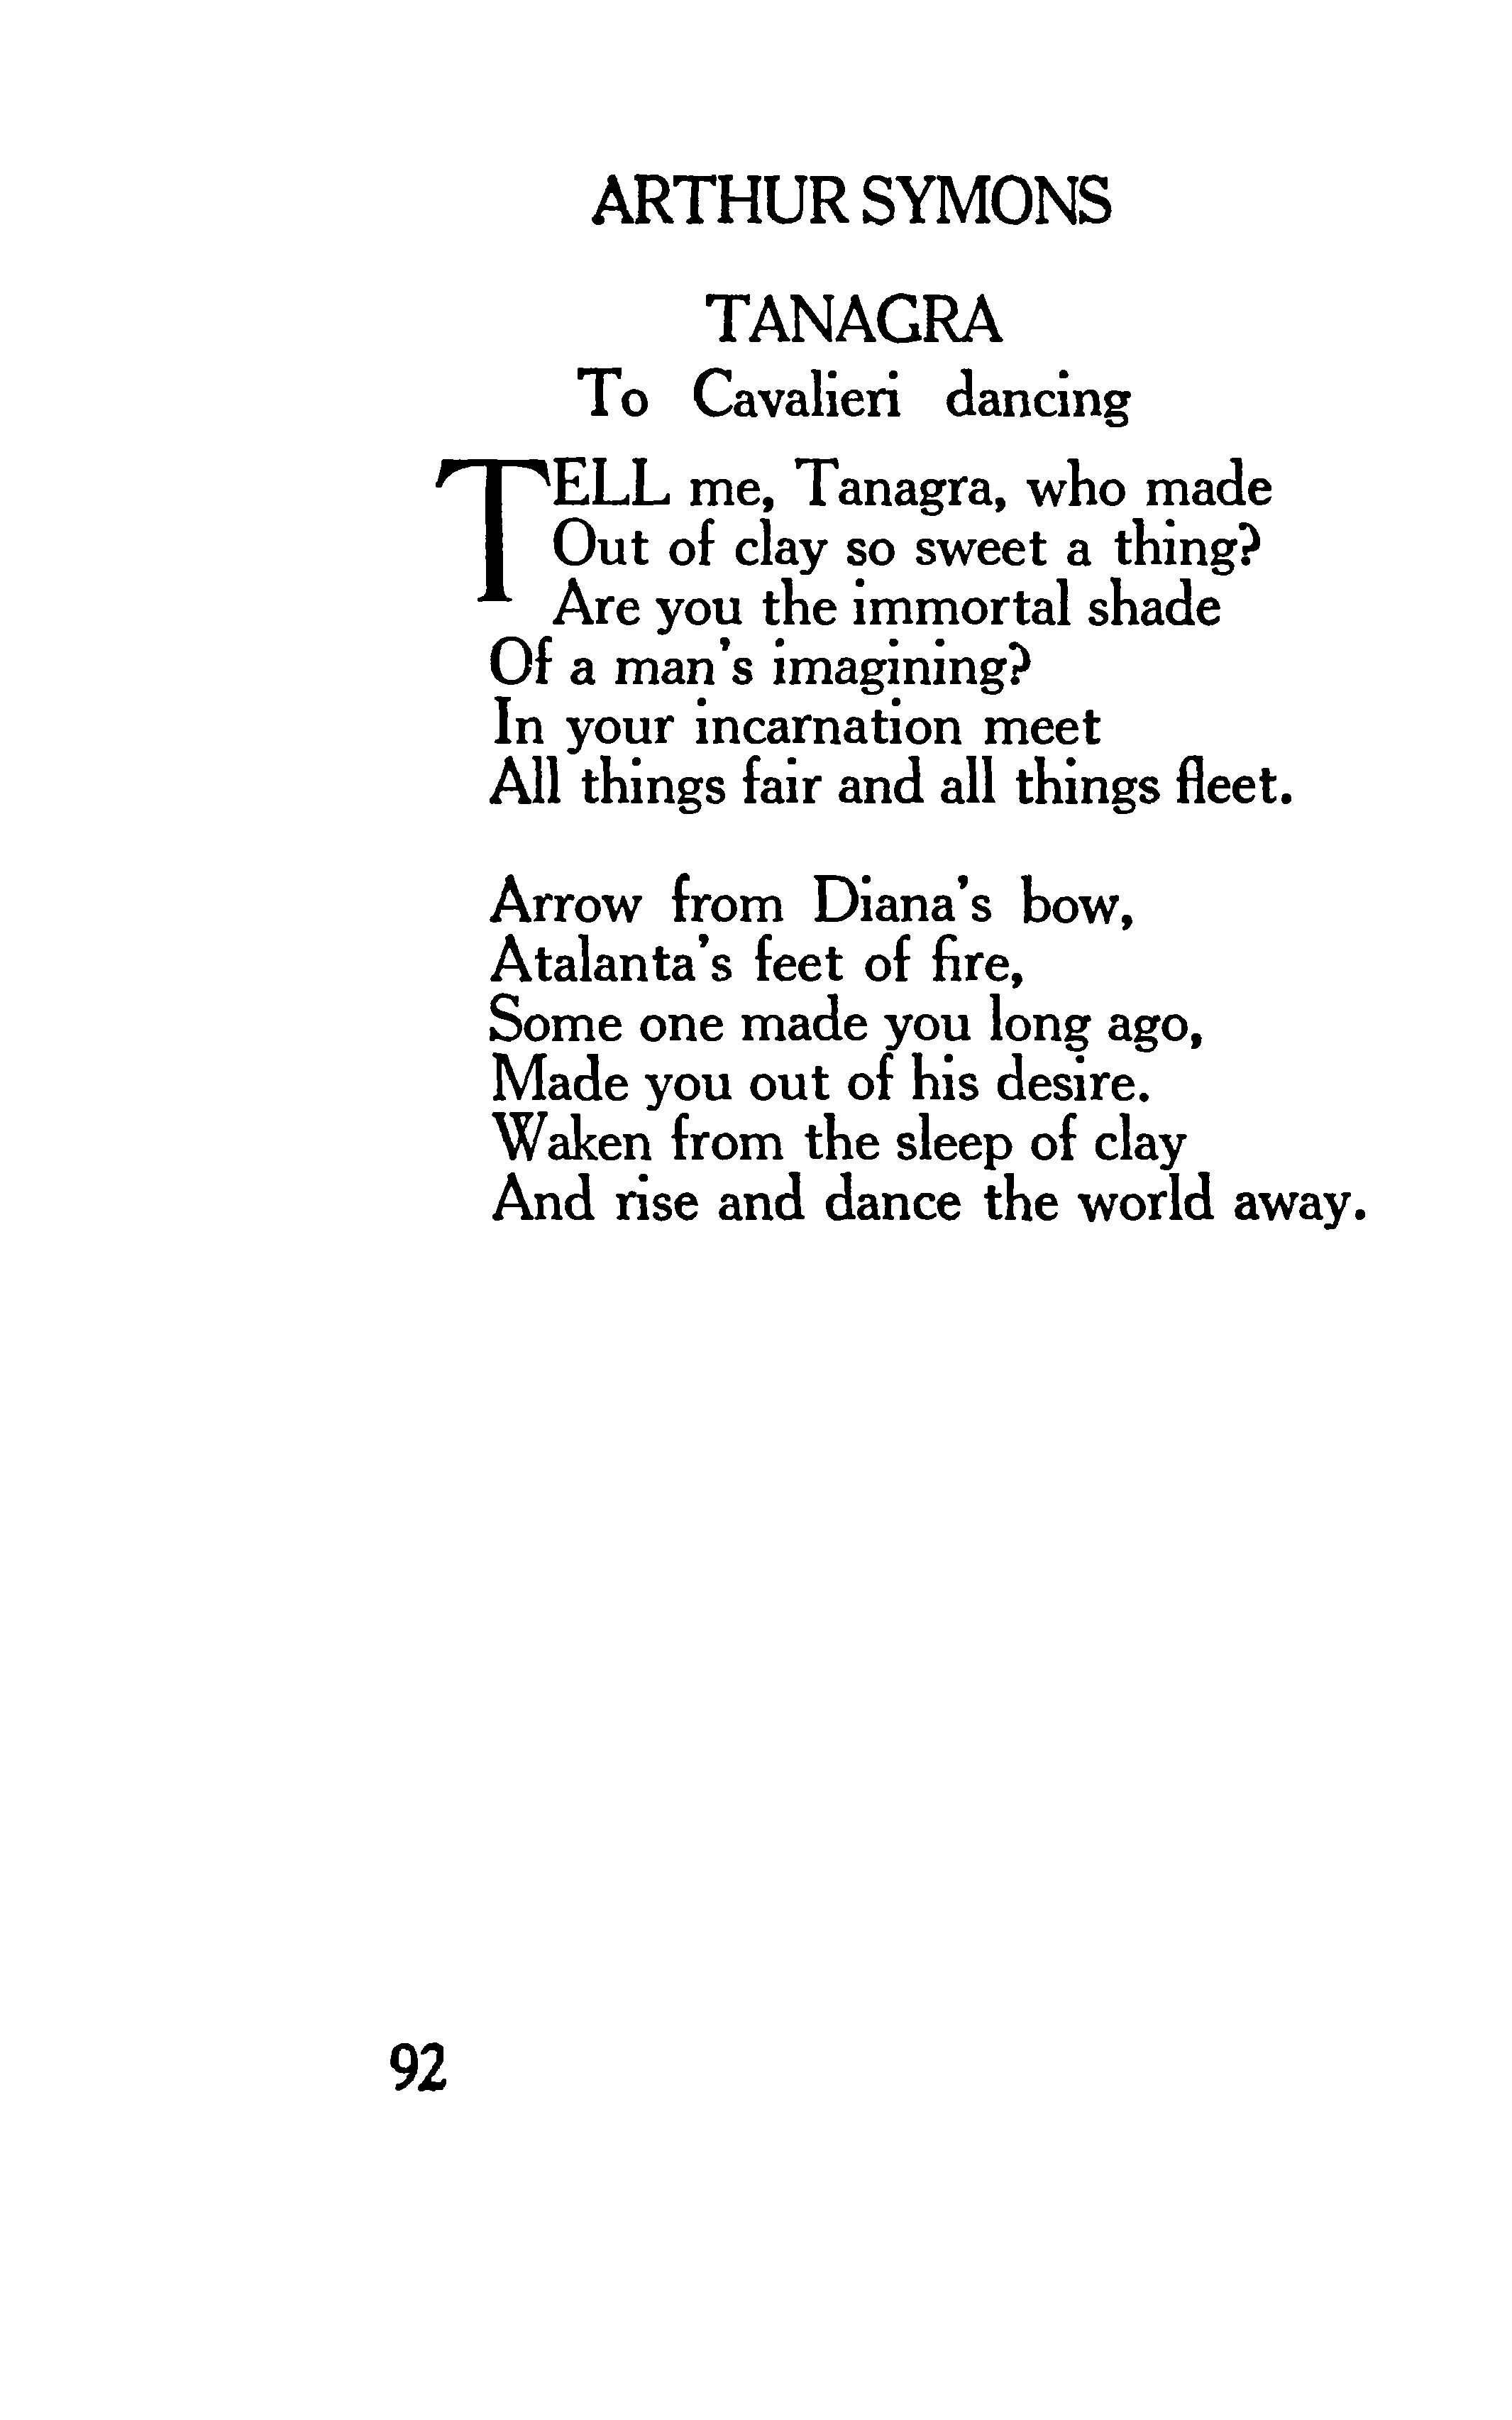 ARTHUR SYMONS
TANAGRA
To Cavalieri dancing
TELL me, Tanagra, who made
Out of clay so sweet a thing?
Are you the immortal shade
Of a man's imagining?
In your incarnation meet
All things fair and all things fleet.
Arrow from Diana's bow,
Atalanta's feet of fire,
Some one made you long ago,
Made you out of his desire.
Waken from the sleep of clay
And rise and dance the world away.
92